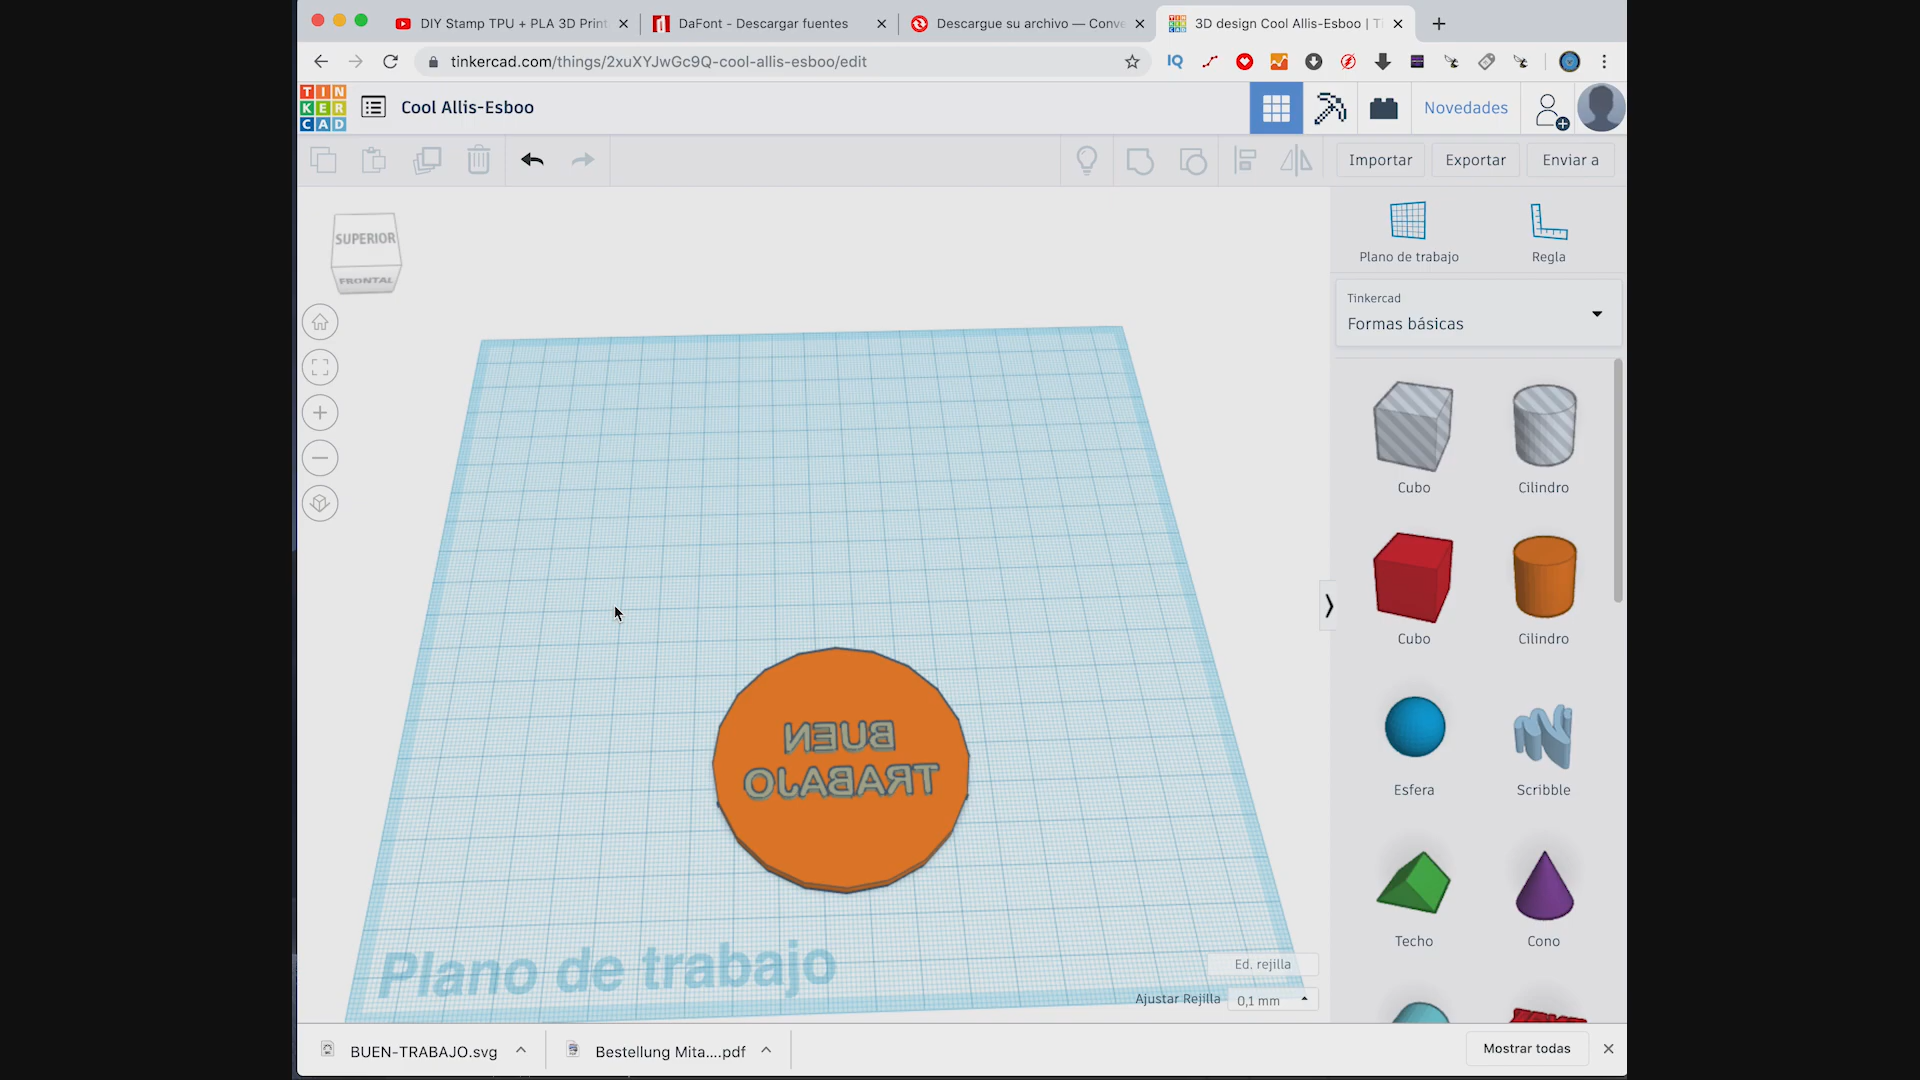 DIY Stamp TPU + PLA 3D Print
DaFont - Descargar fuentes
Descargue su archivo — Conve
3D design Cool Allis-Esboo | Ti
tinkercad.com/things/2xuXYJwGc9Q-cool-allis-esboo/edit
IQ
TIN
KER
CAD
Cool Allis-Esboo
Novedades
Importar
Exportar
Enviar a
SUPERIOR
FRONTAL
Plano de trabajo
Regla
Tinkercad
Formas básicas
Cubo
Cilindro
Cubo
Cilindro
Esfera
Scribble
Techo
Cono
BUEN
TRABAJO
Plano de trabajo
Ed. rejilla
Ajustar Rejilla
0,1 mm
BUEN-TRABAJO.svg
Bestellung Mita....pdf
Mostrar todas